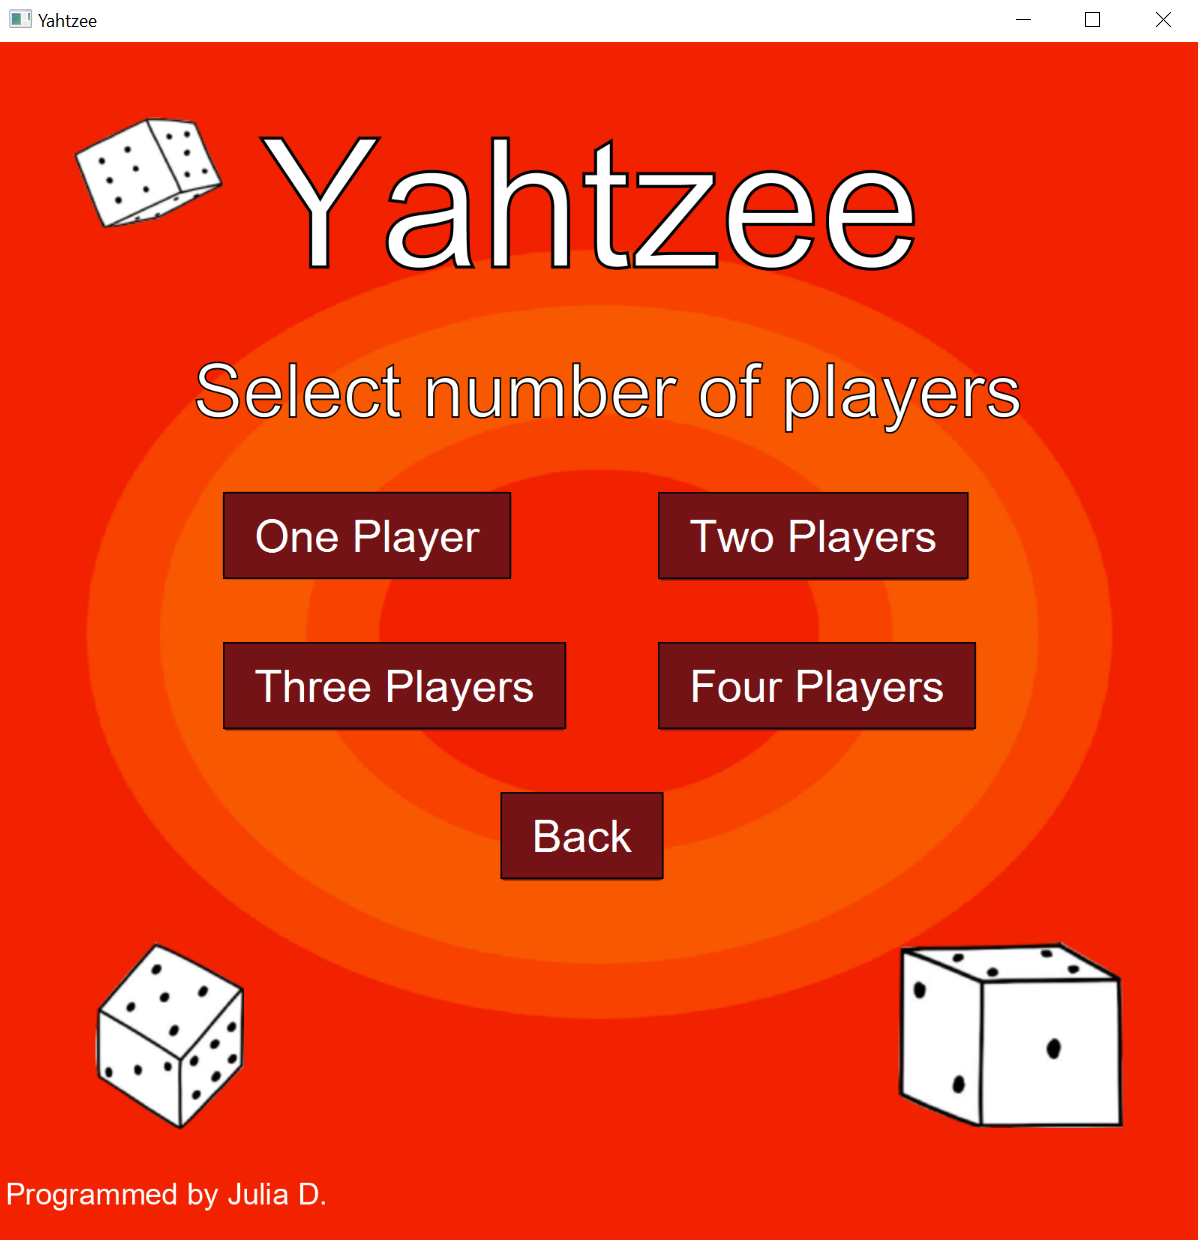 Yahtzee
Yahtzee
Select number of players
One Player
Two Players
Three Players
Four Players
Back
Programmed by Julia D.